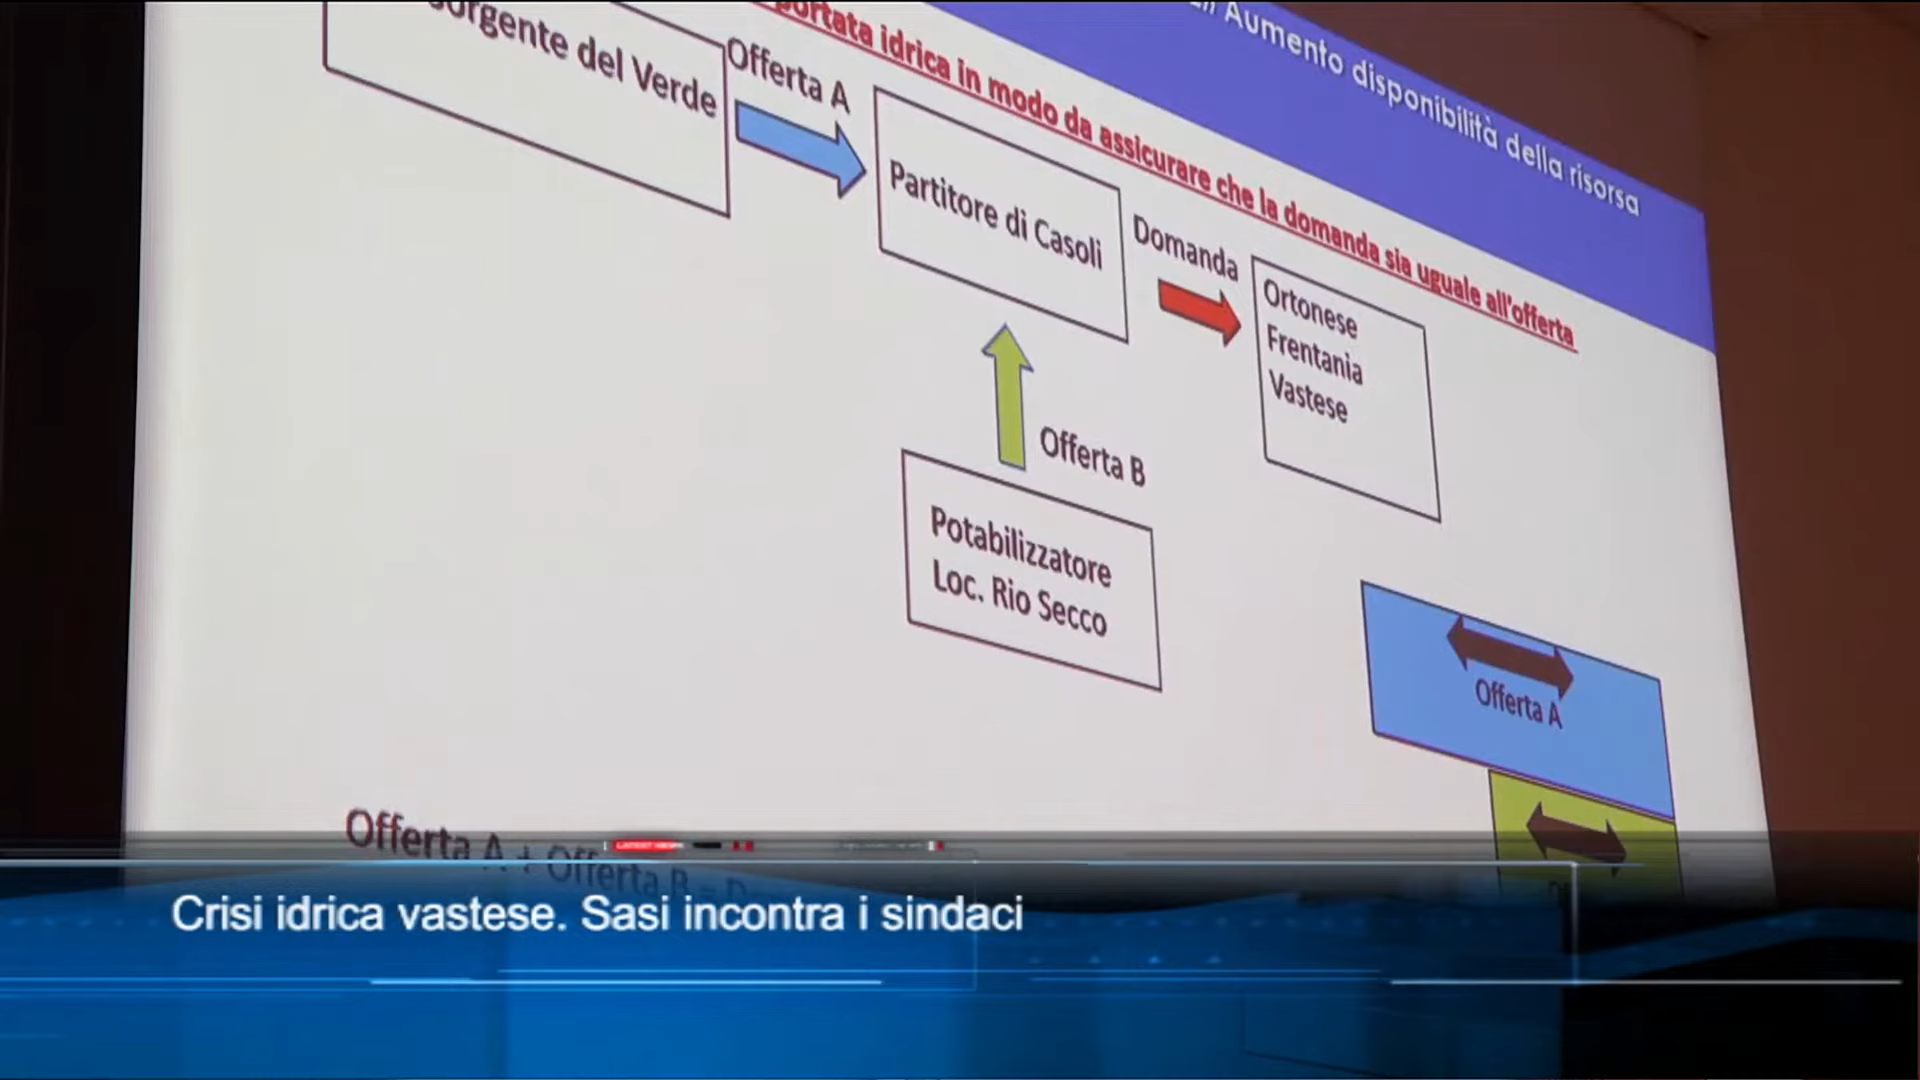 Aumento disponibilità della risorsa
portata idrica in modo da assicurare che la domanda sia uguale all'offerta
Sorgente del Verde
Offerta A
Partitore di Casoli
Domanda
Ortonese
Frentania
Vastese
Offerta B
Potabilizzatore
Loc. Rio Secco
Offerta A
Offerta A + Offerta B =
LATEST NEWS
Crisi idrica vastese. Sasi incontra i sindaci